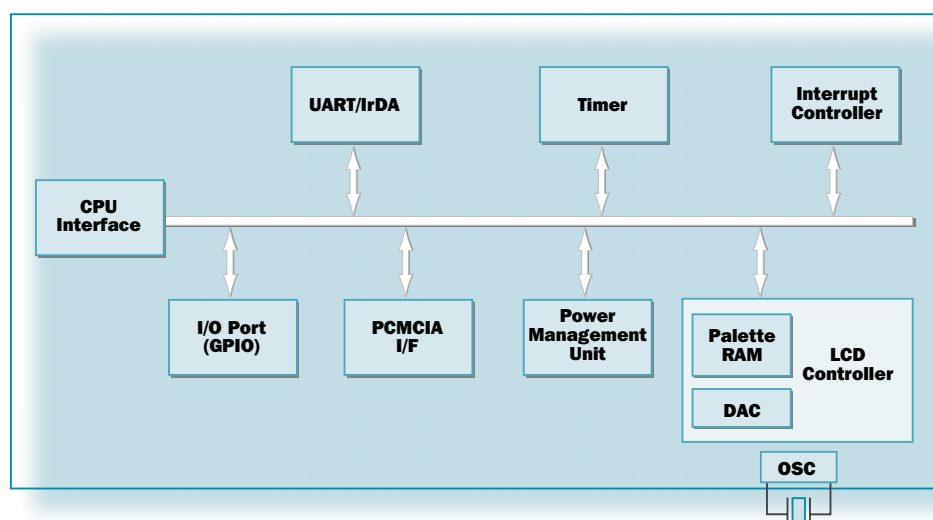 UART/IrDA
Timer
Interrupt
Controller
CPU
Interface
I/O Port
(GPIO)
PCMCIA
I/F
Power
Management
Unit
Palette
RAM
LCD
Controller
DAC
OSC